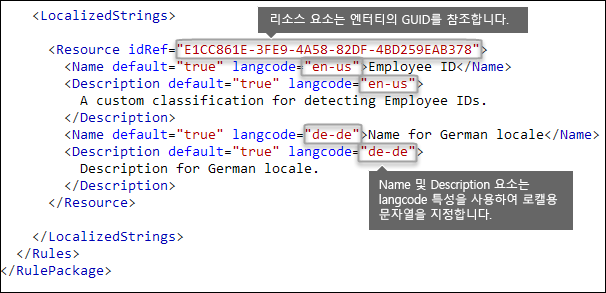 <LocalizedStrings>
리소스 요소는 엔터티의 GUID를 참조합니다.
<Resource idRef="E1CC861E-3FE9-4A58-82DF-4BD259EAB378">
<Name default="true" langcode="en-us">Employee ID</Name>
<Description default="true" langcode="en-us">
A custom classification for detecting Employee IDs.
</Description>
<Name default="true" langcode="de-de">Name for German locale</Name>
<Description default="true" langcode="de-de">
Description for German locale.
</Description>
</Resource>
Name 및 Description 요소는
langcode 특성을 사용하여 로캘용
문자열을 지정합니다.
</LocalizedStrings>
</Rules>
</RulePackage>